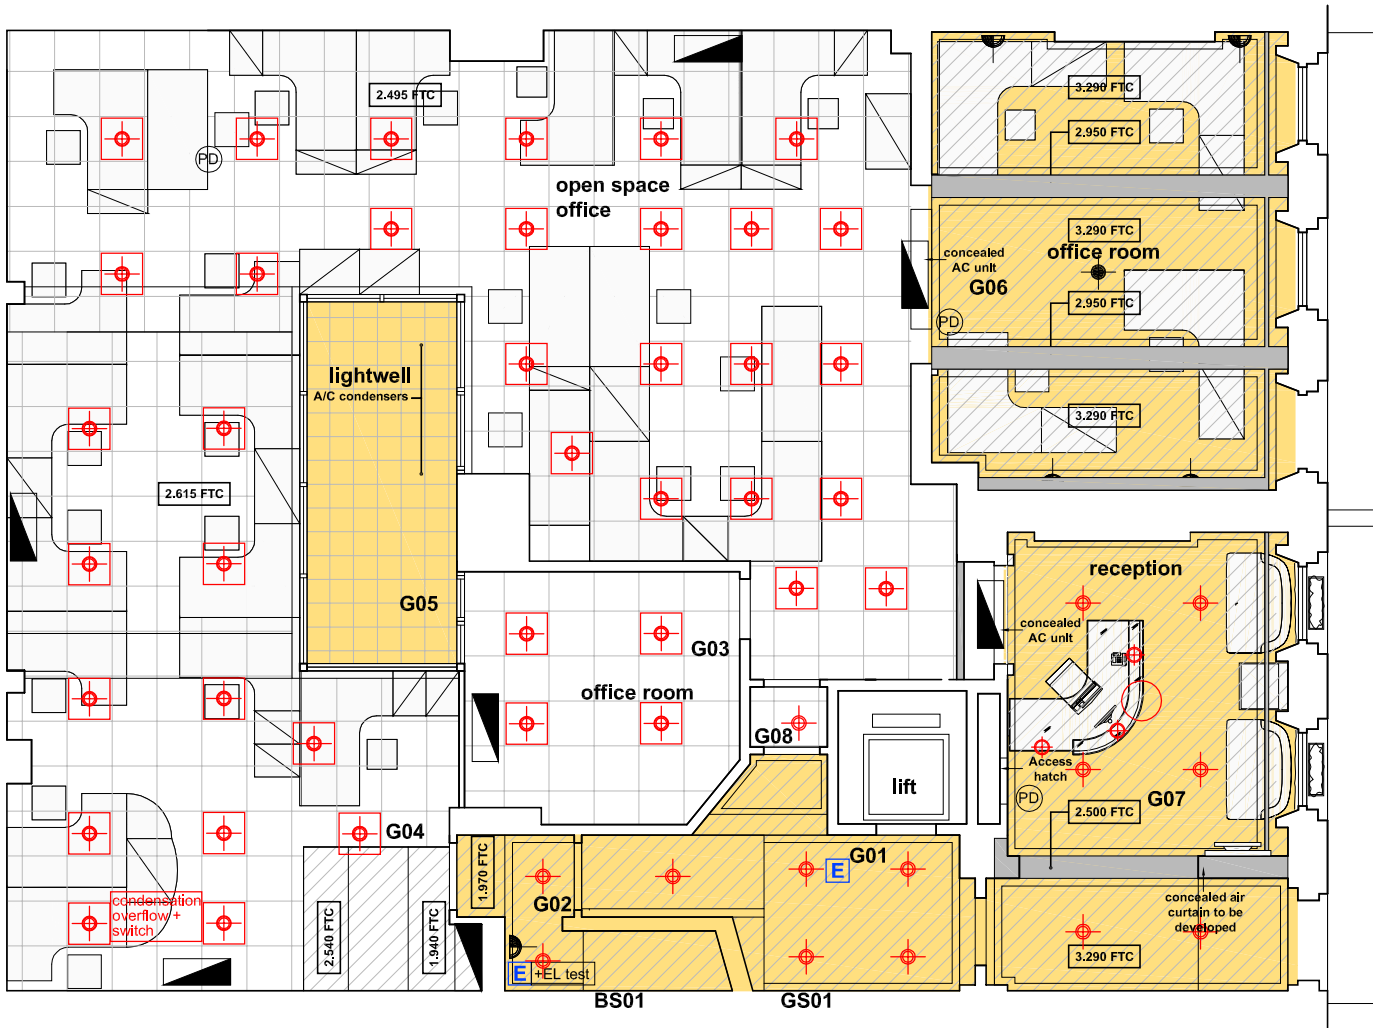 2.495 FTC
3.290 FTC
2.950 FTC
PD
open space
office
3.290 FTC
concealed
AC unit
office room
G06
2.950 FTC
PD
lightwell
A/C condensers
3.290 FTC
2.615 FTC
reception
G05
concealed
AC unit
G03
office room
G08
Access
hatch
lift
PD
G07
2.500 FTC
G04
1.970 FTC
G01
E
G02
condensation
overflow +
switch
concealed air
curtain to be
developed
2.540 FTC
1.940 FTC
3.290 FTC
E
+EL test
BS01
GS01